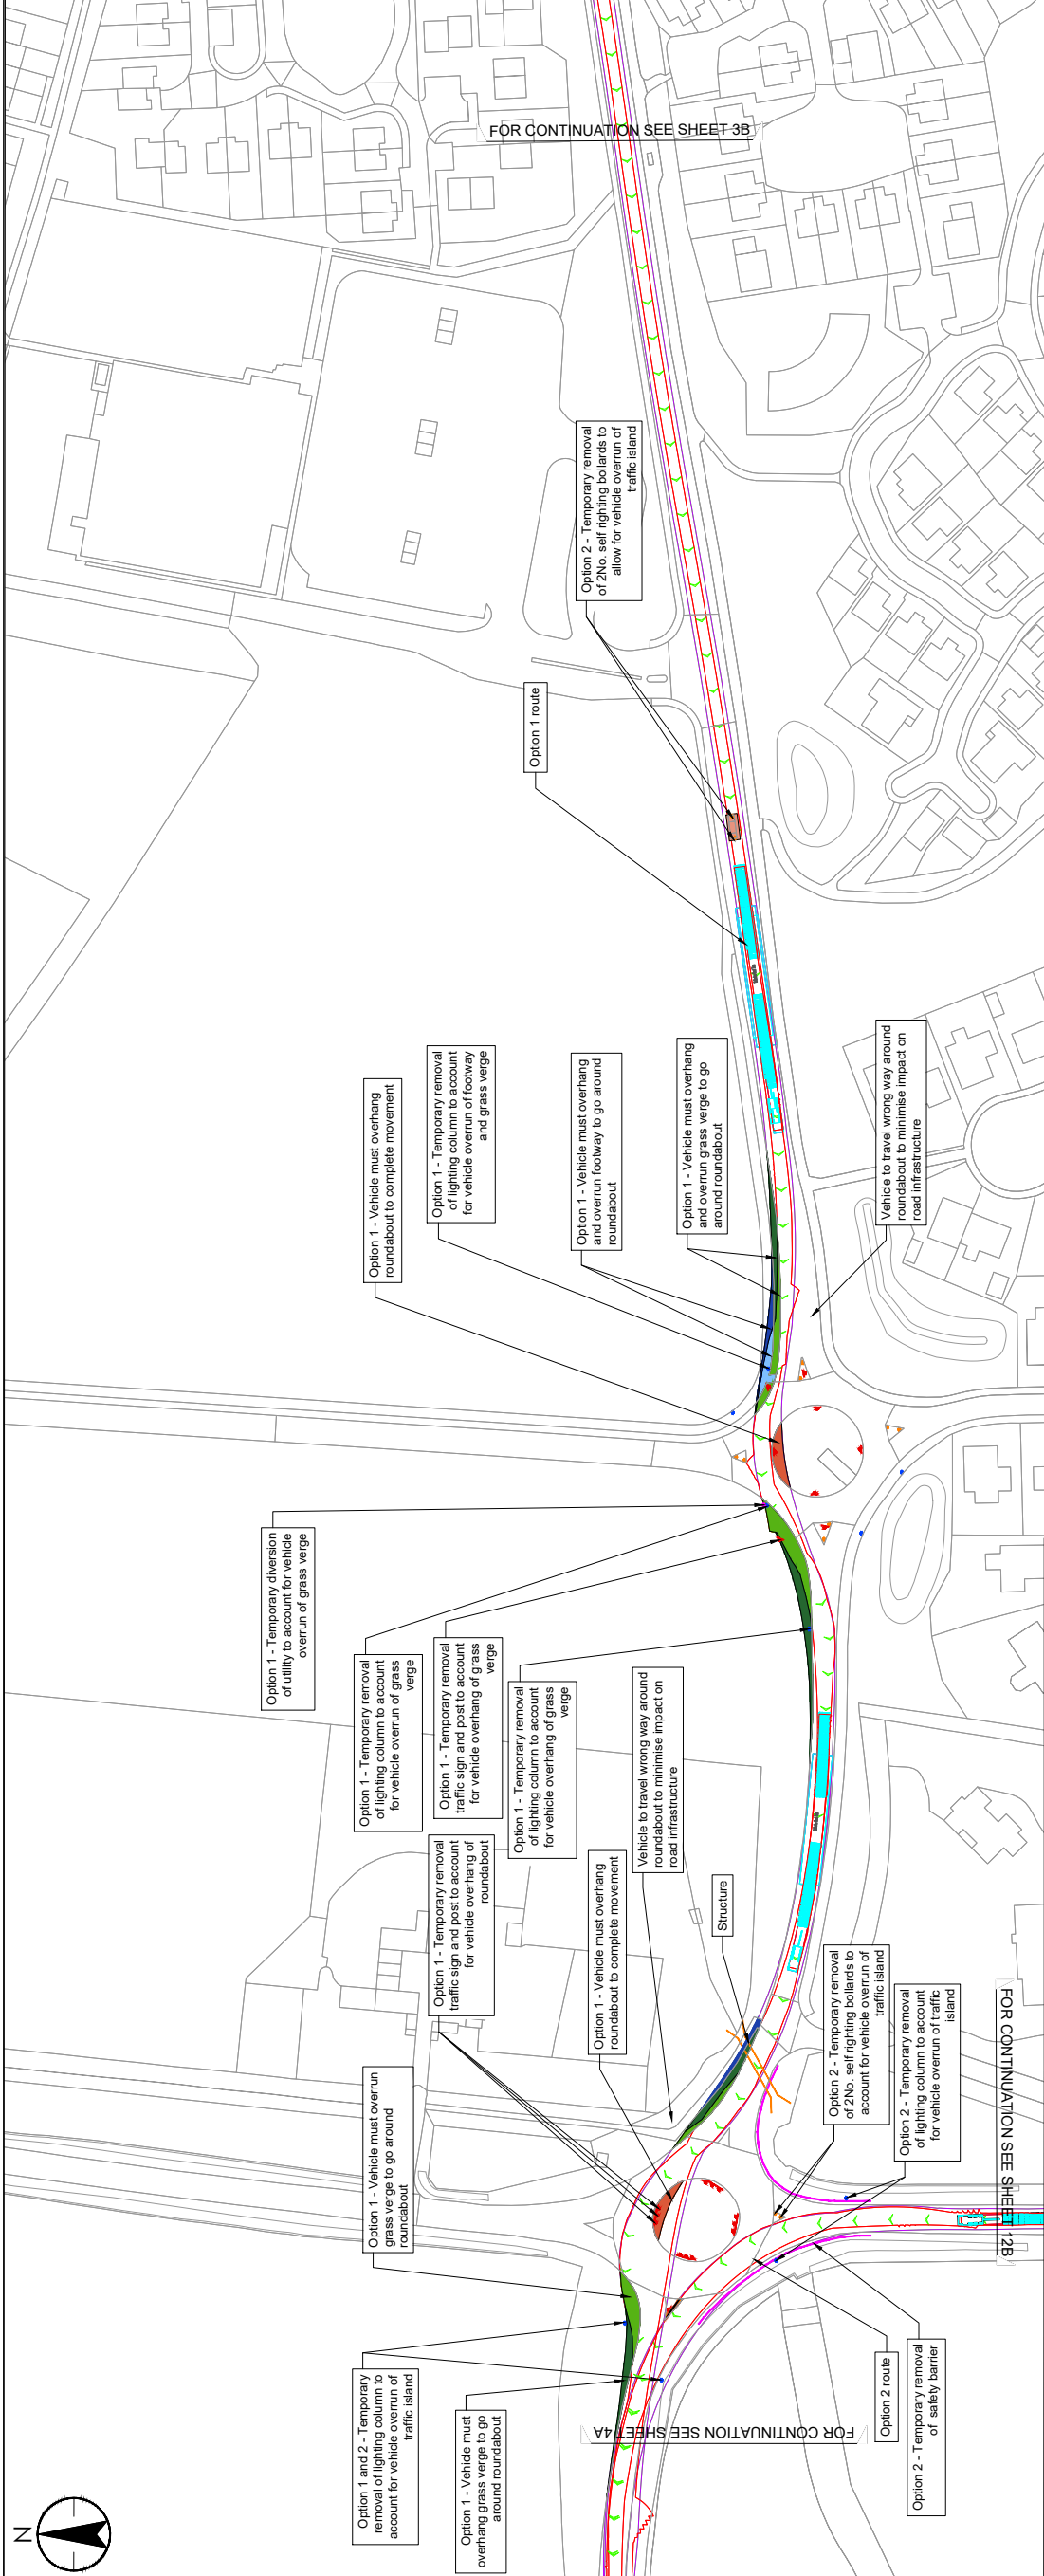 FOR CONTINUATION SEE SHEET 3B
Option 2 - Temporary removal
of 2No. self righting bollards to
allow for vehicle overrun of
traffic island
Option 1 route
Option 1 - Vehicle must overhang
roundabout to complete movement
Option 1 - Temporary removal
of lighting column to account
for vehicle overrun of footway
and grass verge
Option 1 - Vehicle must overhang
and overrun footway to go around
roundabout
Option 1 - Vehicle must overhang
and overrun grass verge to go
around roundabout
Vehicle to travel wrong way around
roundabout to minimise impact on
road infrastructure
Option 1 - Temporary diversion
of utility to account for vehicle
overrun of grass verge
Option 1 - Temporary removal
of lighting column to account
for vehicle overrun of grass
verge
Option 1 - Temporary removal
traffic sign and post to account
for vehicle overhang of grass
verge
Option 1 - Temporary removal
of lighting column to account
for vehicle overhang of grass
verge
Vehicle to travel wrong way around
roundabout to minimise impact on
road infrastructure
Option 1 - Temporary removal
traffic sign and post to account
for vehicle overhang of
roundabout
Option 1 - Vehicle must overhang
roundabout to complete movement
Structure
Option 2 - Temporary removal
of 2No. self righting bollards to
account for vehicle overrun of
traffic island
Option 2 - Temporary removal
of lighting column to account
for vehicle overrun of traffic
island
FOR CONTINUATION SEE SHEET 12B
Option 1 - Vehicle must overrun
grass verge to go around
roundabout
Option 1 and 2 - Temporary
removal of lighting column to
account for vehicle overrun of
traffic island
Option 1 - Vehicle must
overhang grass verge to go
around roundabout
FOR CONTINUATION SEE SHEET 4A
Option 2 route
Option 2 - Temporary removal
of safety barrier
N